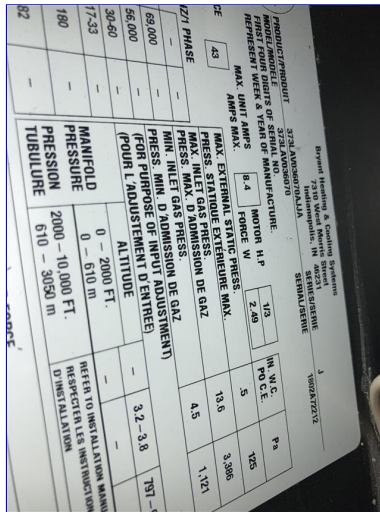 Bryant Heating & Cooling Systems
7310 West Morris Street
Indianapolis, IN 46231
PRODUCT/PRODUIT 373LAV036070AAJA SERIES/SERIE J
MODEL/MODELE 373LAV036070 SERIAL/SERIE 1902A72212
FIRST FOUR DIGITS OF SERIAL NO.
REPRESENT WEEK & YEAR OF MANUFACTURE.
MAX. UNIT AMPS 8.4 MOTOR H.P 1/3
AMPS MAX. FORCE W 2.49
CE 43
IN. W.C. Pa
PO C.E.
MAX. EXTERNAL STATIC PRESS. .5 125
PRESS. STATIQUE EXTERIEURE MAX.
MAX. INLET GAS PRESS. 13.6 3,386
PRESS. MAX. D'ADMISSION DE GAZ
MIN. INLET GAS PRESS. 4.5 1,121
PRESS. MIN. D'ADMISSION DE GAZ
(FOR PURPOSE OF INPUT ADJUSTMENT)
(POUR L'ADJUSTEMENT D'ENTREE)
ALTITUDE
MANIFOLD PRESSURE
0 – 2000 FT. 3.2–3.8 797–
0 – 610 m
PRESSION TUBULURE
2000 – 10,000 FT. REFER TO INSTALLATION MANU
610 – 3050 m RESPECTER LES INSTRUCTION
D'INSTALLATION
HZ/1 PHASE
69,000 –
56,000 –
30-60 –
17-33 –
180 –
82 –